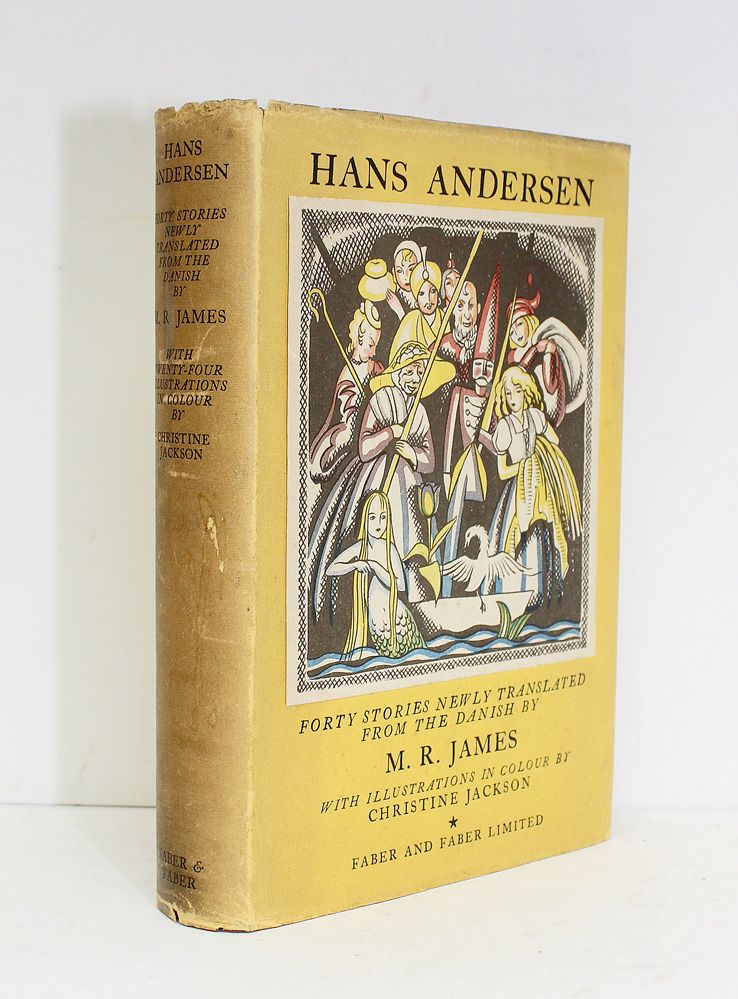 HANS
ANDERSEN
FORTY STORIES
NEWLY
TRANSLATED
FROM THE
DANISH
BY
M. R. JAMES
WITH
TWENTY-FOUR
ILLUSTRATIONS
IN COLOUR
BY
CHRISTINE
JACKSON
FABER &
FABER
HANS ANDERSEN
FORTY STORIES NEWLY TRANSLATED
FROM THE DANISH BY
M. R. JAMES
WITH ILLUSTRATIONS IN COLOUR BY
CHRISTINE JACKSON
★
FABER AND FABER LIMITED